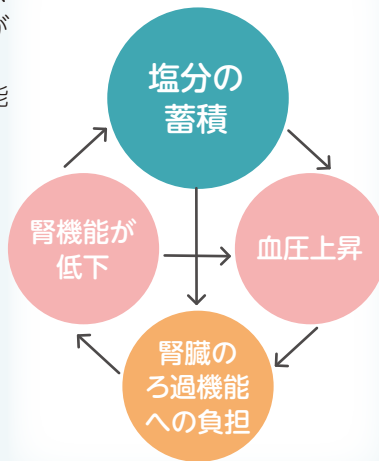 能
塩分の
蓄積
腎機能が
低下
血圧上昇
腎臓の
ろ過機能
への負担